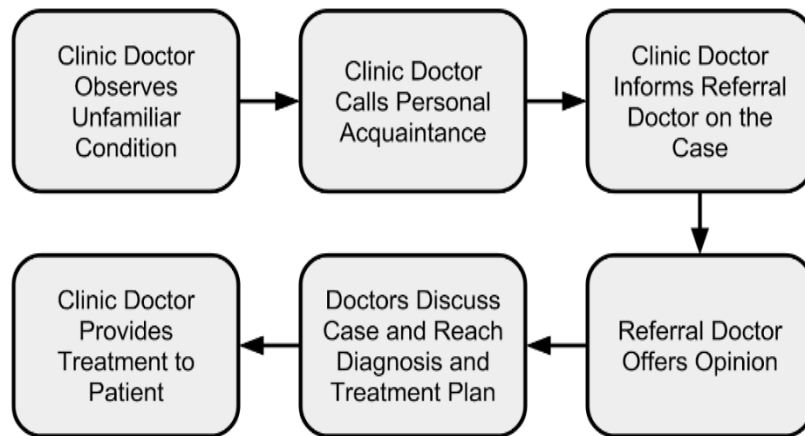 Clinic Doctor
Observes
Unfamiliar
Condition
Clinic Doctor
Calls Personal
Acquaintance
Clinic Doctor
Informs Referral
Doctor on the
Case
Referral Doctor
Offers Opinion
Doctors Discuss
Case and Reach
Diagnosis and
Treatment Plan
Clinic Doctor
Provides
Treatment to
Patient